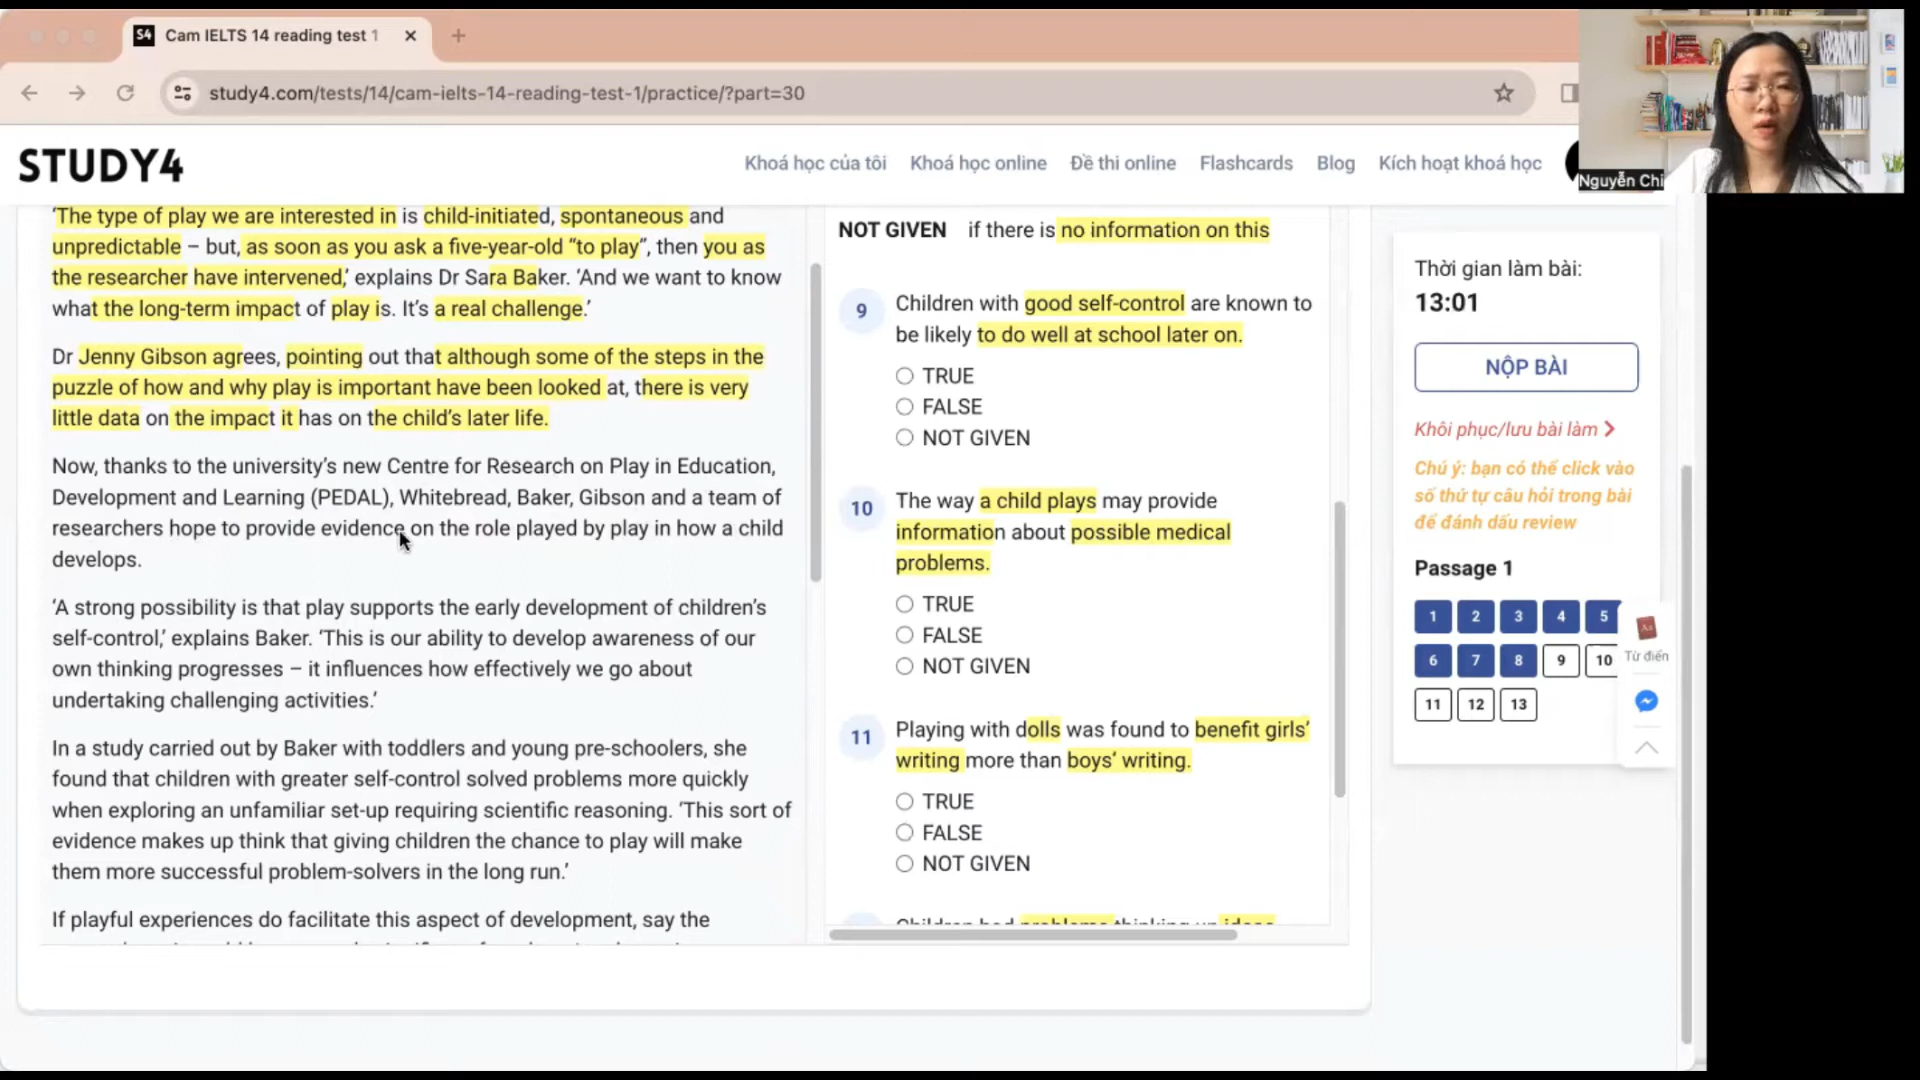 S4 Cam IELTS 14 reading test 1
study4.com/tests/14/cam-ielts-14-reading-test-1/practice/?part=30
STUDY4
Khoá học của tôi
Khoá học online
Đề thi online
Flashcards
Blog
Kích hoạt khoá học
Nguyễn Chi
‘The type of play we are interested in is child-initiated, spontaneous and
unpredictable – but, as soon as you ask a five-year-old “to play”, then you as
the researcher have intervened,’ explains Dr Sara Baker. ‘And we want to know
what the long-term impact of play is. It’s a real challenge.’
Dr Jenny Gibson agrees, pointing out that although some of the steps in the
puzzle of how and why play is important have been looked at, there is very
little data on the impact it has on the child’s later life.
Now, thanks to the university’s new Centre for Research on Play in Education,
Development and Learning (PEDAL), Whitebread, Baker, Gibson and a team of
researchers hope to provide evidence on the role played by play in how a child
develops.
‘A strong possibility is that play supports the early development of children’s
self-control,’ explains Baker. ‘This is our ability to develop awareness of our
own thinking progresses – it influences how effectively we go about
undertaking challenging activities.’
In a study carried out by Baker with toddlers and young pre-schoolers, she
found that children with greater self-control solved problems more quickly
when exploring an unfamiliar set-up requiring scientific reasoning. ‘This sort of
evidence makes up think that giving children the chance to play will make
them more successful problem-solvers in the long run.’
If playful experiences do facilitate this aspect of development, say the
NOT GIVEN if there is no information on this
9 Children with good self-control are known to
be likely to do well at school later on.
TRUE
FALSE
NOT GIVEN
10 The way a child plays may provide
information about possible medical
problems.
TRUE
FALSE
NOT GIVEN
11 Playing with dolls was found to benefit girls’
writing more than boys’ writing.
TRUE
FALSE
NOT GIVEN
Children had problems thinking up ideas
Thời gian làm bài:
13:01
NỘP BÀI
Khôi phục/lưu bài làm
Chú ý: bạn có thể click vào
số thứ tự câu hỏi trong bài
để đánh dấu review
Passage 1
1 2 3 4 5
6 7 8 9 10
11 12 13
Từ điển